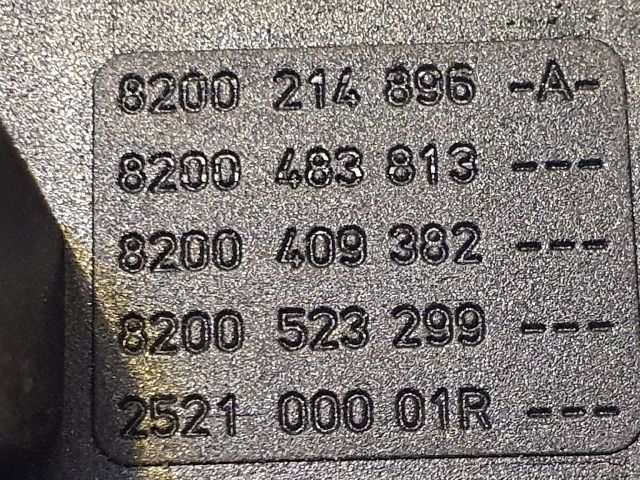 8200 214 896 -A-
8200 483 813 ---
8200 409 382 ---
8200 523 299 ---
2521 000 01R ---